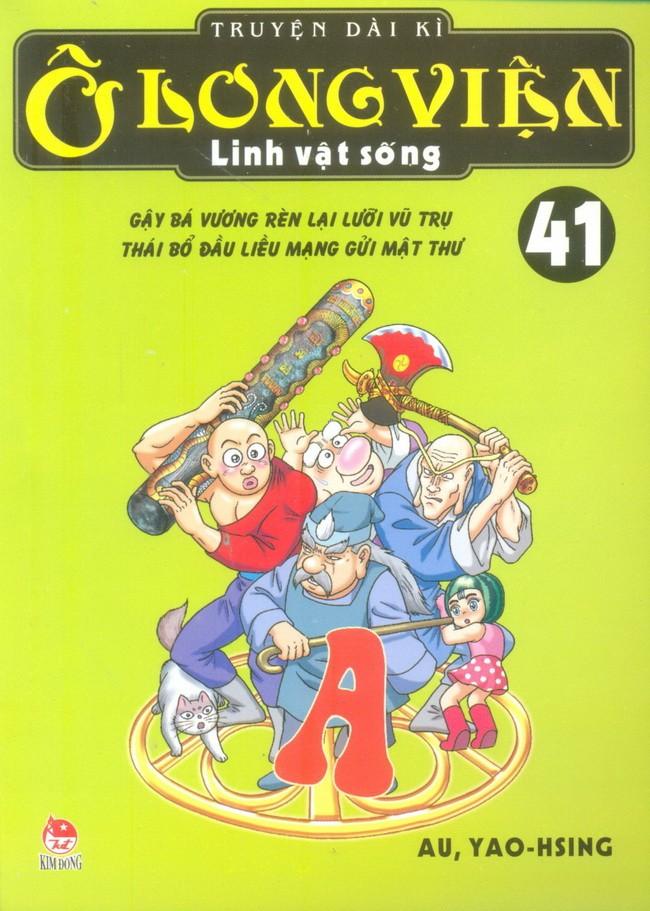 TRUYỆN DÀI KÌ
Ô LONG VIỆN
Linh vật sống
GẬY BÁ VƯƠNG RÈN LẠI LƯỠI VŨ TRỤ
THÁI BỔ ĐẦU LIỀU MẠNG GỬI MẬT THƯ
41
A
KIM ĐỒNG
AU, YAO-HSING